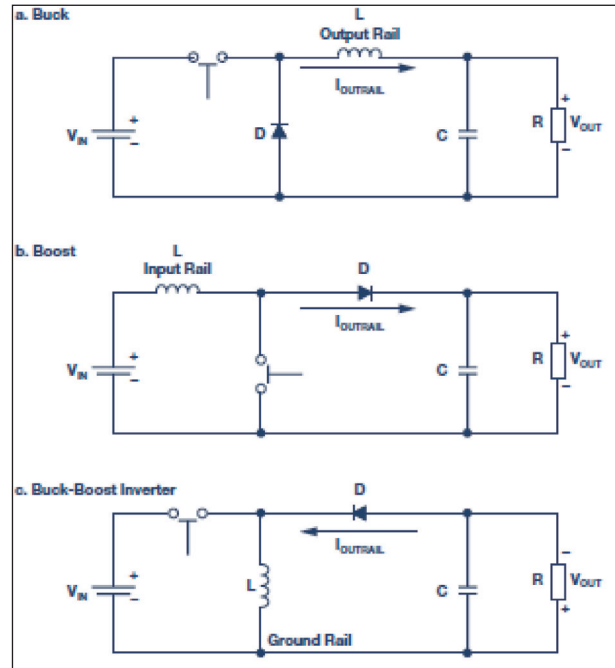 a. Buck
L
Output Rail
IOUTRAIL
VIN
+
–
D
C
R
+
VOUT
–
b. Boost
L
Input Rail
D
IOUTRAIL
VIN
+
–
C
R
+
VOUT
–
c. Buck-Boost Inverter
D
IOUTRAIL
VIN
+
–
L
C
R
–
VOUT
+
Ground Rail